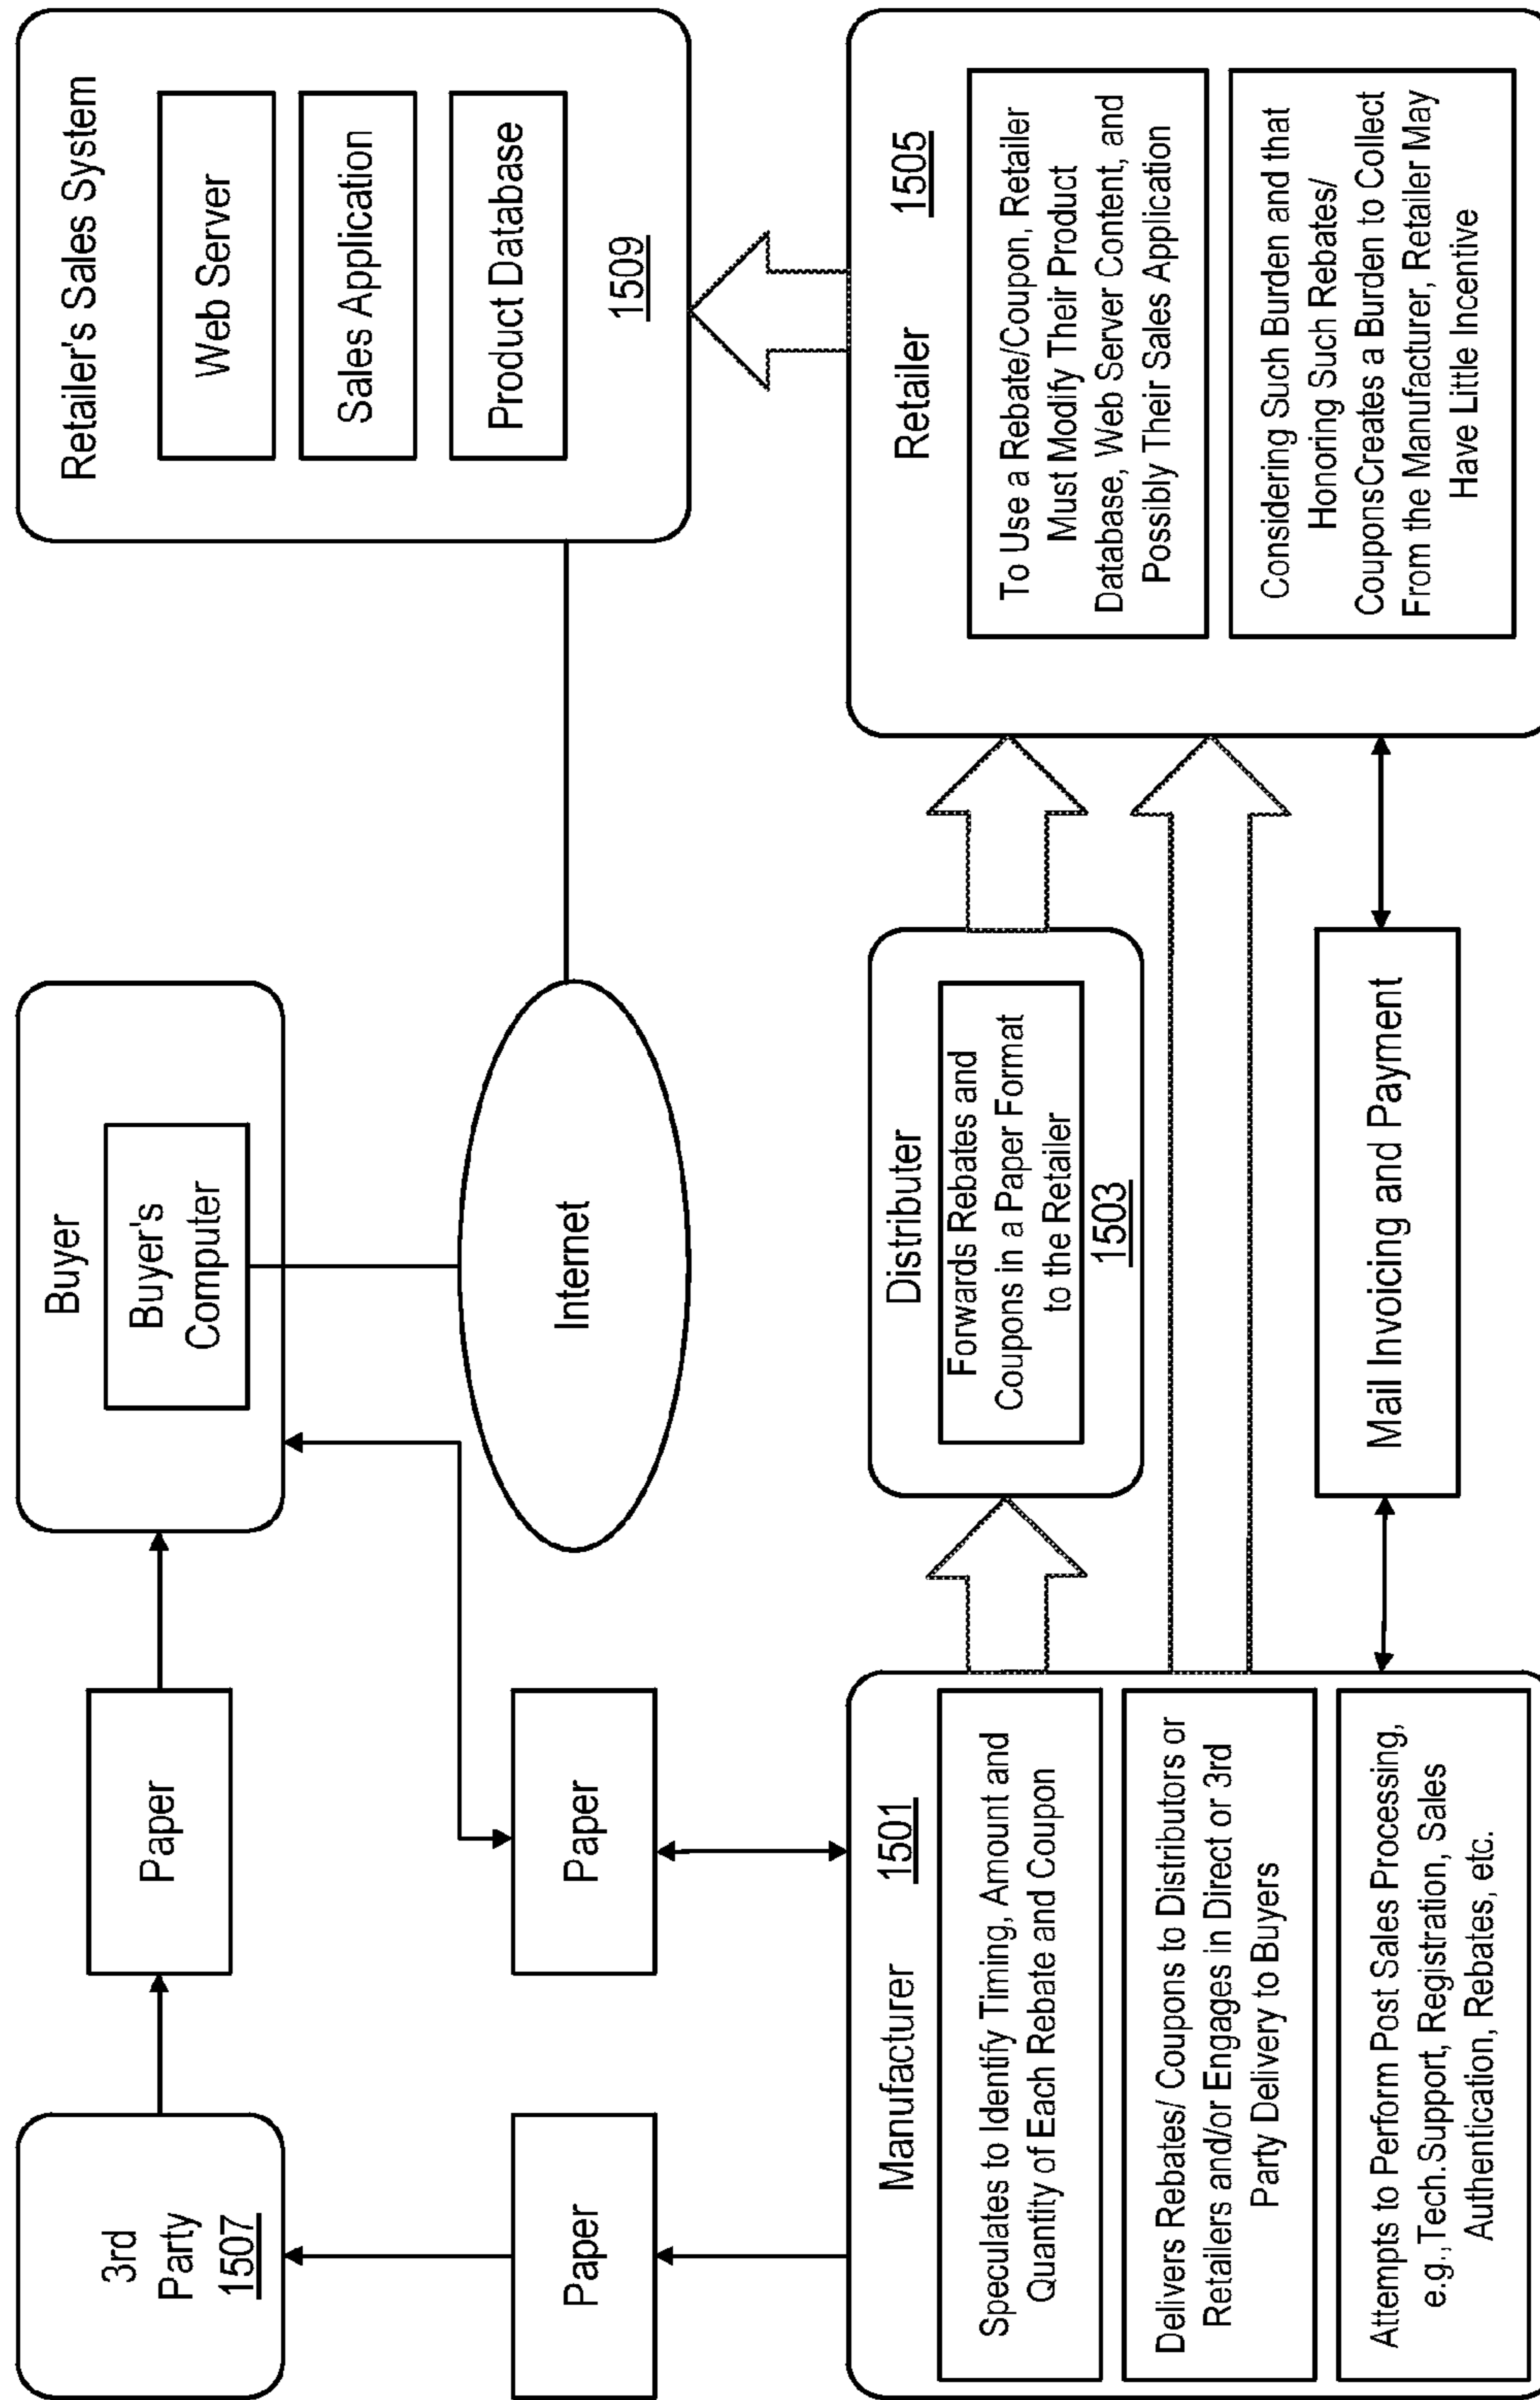 3rd
Party
1507
Paper
Buyer
Buyer's
Computer
Retailer's Sales System
Web Server
Sales Application
Product Database
1509
Paper
Paper
Internet
Manufacturer
1501
Speculates to Identify Timing, Amount and
Quantity of Each Rebate and Coupon
Delivers Rebates/ Coupons to Distributors or
Retailers and/or Engages in Direct or 3rd
Party Delivery to Buyers
Attempts to Perform Post Sales Processing,
e.g.,Tech.Support, Registration, Sales
Authentication, Rebates, etc.
Distributer
Forwards Rebates and
Coupons in a Paper Format
to the Retailer
1503
Mail Invoicing and Payment
Retailer
1505
To Use a Rebate/Coupon, Retailer
Must Modify Their Product
Database, Web Server Content, and
Possibly Their Sales Application
Considering Such Burden and that
Honoring Such Rebates/
CouponsCreates a Burden to Collect
From the Manufacturer, Retailer May
Have Little Incentive